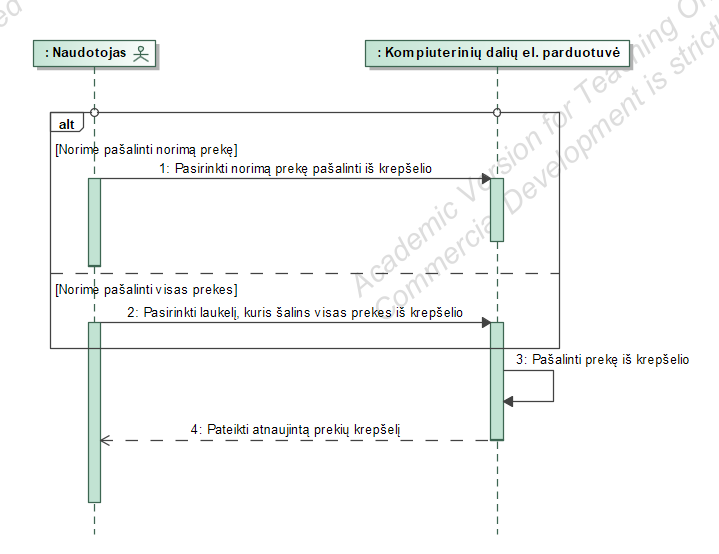 : Naudotojas
: Kompiuterinių dalių el. parduotuvė
alt
[Norime pašalinti norimą prekę]
1: Pasirinkti norimą prekę pašalinti iš krepšelio
[Norime pašalinti visas prekes]
2: Pasirinkti laukelį, kuris šalins visas prekes iš krepšelio
3: Pašalinti prekę iš krepšelio
4: Pateikti atnaujintą prekių krepšelį
Academic Version for Teaching
Commercial Development is